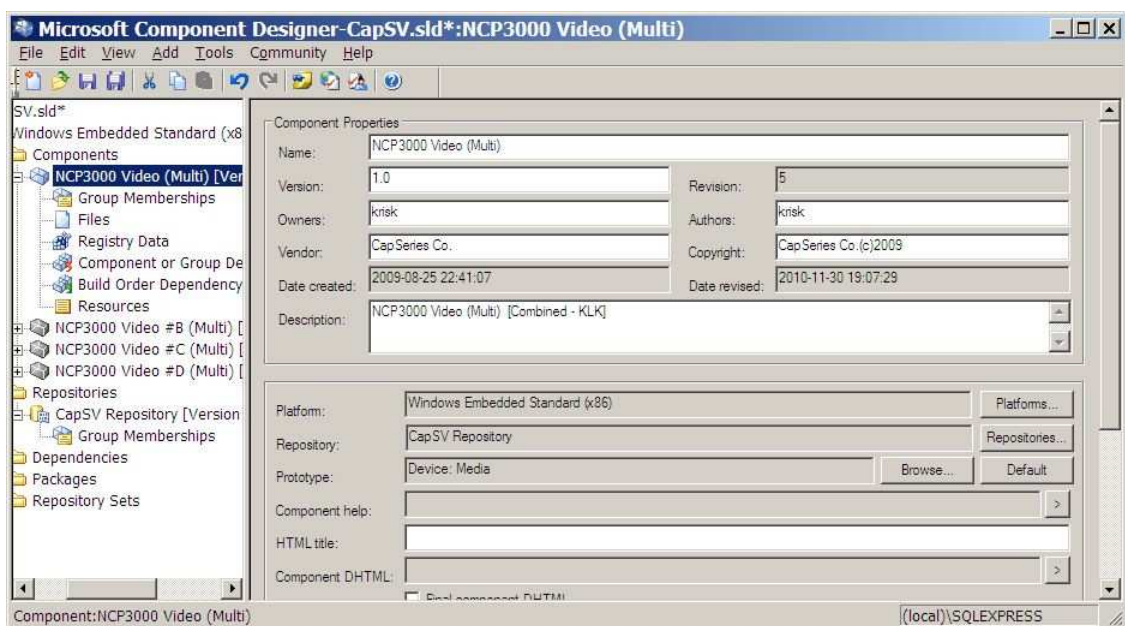 Microsoft Component Designer-CapSV.sld*:NCP3000 Video (Multi)
File Edit View Add Tools Community Help
SV.sld*
Windows Embedded Standard (x8
Components
NCP3000 Video (Multi) [Ver
Group Memberships
Files
Registry Data
Component or Group De
Build Order Dependency
Resources
NCP3000 Video #B (Multi) [
NCP3000 Video #C (Multi) [
NCP3000 Video #D (Multi) [
Repositories
CapSV Repository [Version
Group Memberships
Dependencies
Packages
Repository Sets
Component Properties
Name: NCP3000 Video (Multi)
Version: 1.0 Revision: 5
Owners: krisk Authors: krisk
Vendor: CapSeries Co. Copyright: CapSeries Co.(c)2009
Date created: 2009-08-25 22:41:07 Date revised: 2010-11-30 19:07:29
Description: NCP3000 Video (Multi) [Combined - KLK]
Platform: Windows Embedded Standard (x86) Platforms...
Repository: CapSV Repository Repositories...
Prototype: Device: Media Browse... Default
Component help: >
HTML title:
Component DHTML: >
Final component DHTML
Component:NCP3000 Video (Multi) (local)\SQLEXPRESS